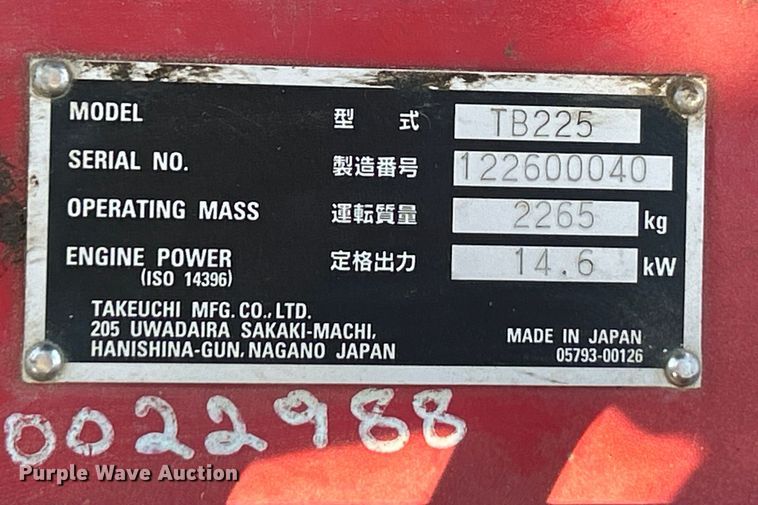 MODEL 型 式 TB225
SERIAL NO. 製造番号 122600040
OPERATING MASS 運転質量 2265 kg
ENGINE POWER 定格出力 14.6 kW
(ISO 14396)
TAKEUCHI MFG. CO., LTD.
205 UWADAIRA SAKAKI-MACHI,
HANISHINA-GUN, NAGANO JAPAN
MADE IN JAPAN
05793-00126
0022988
Purple Wave Auction